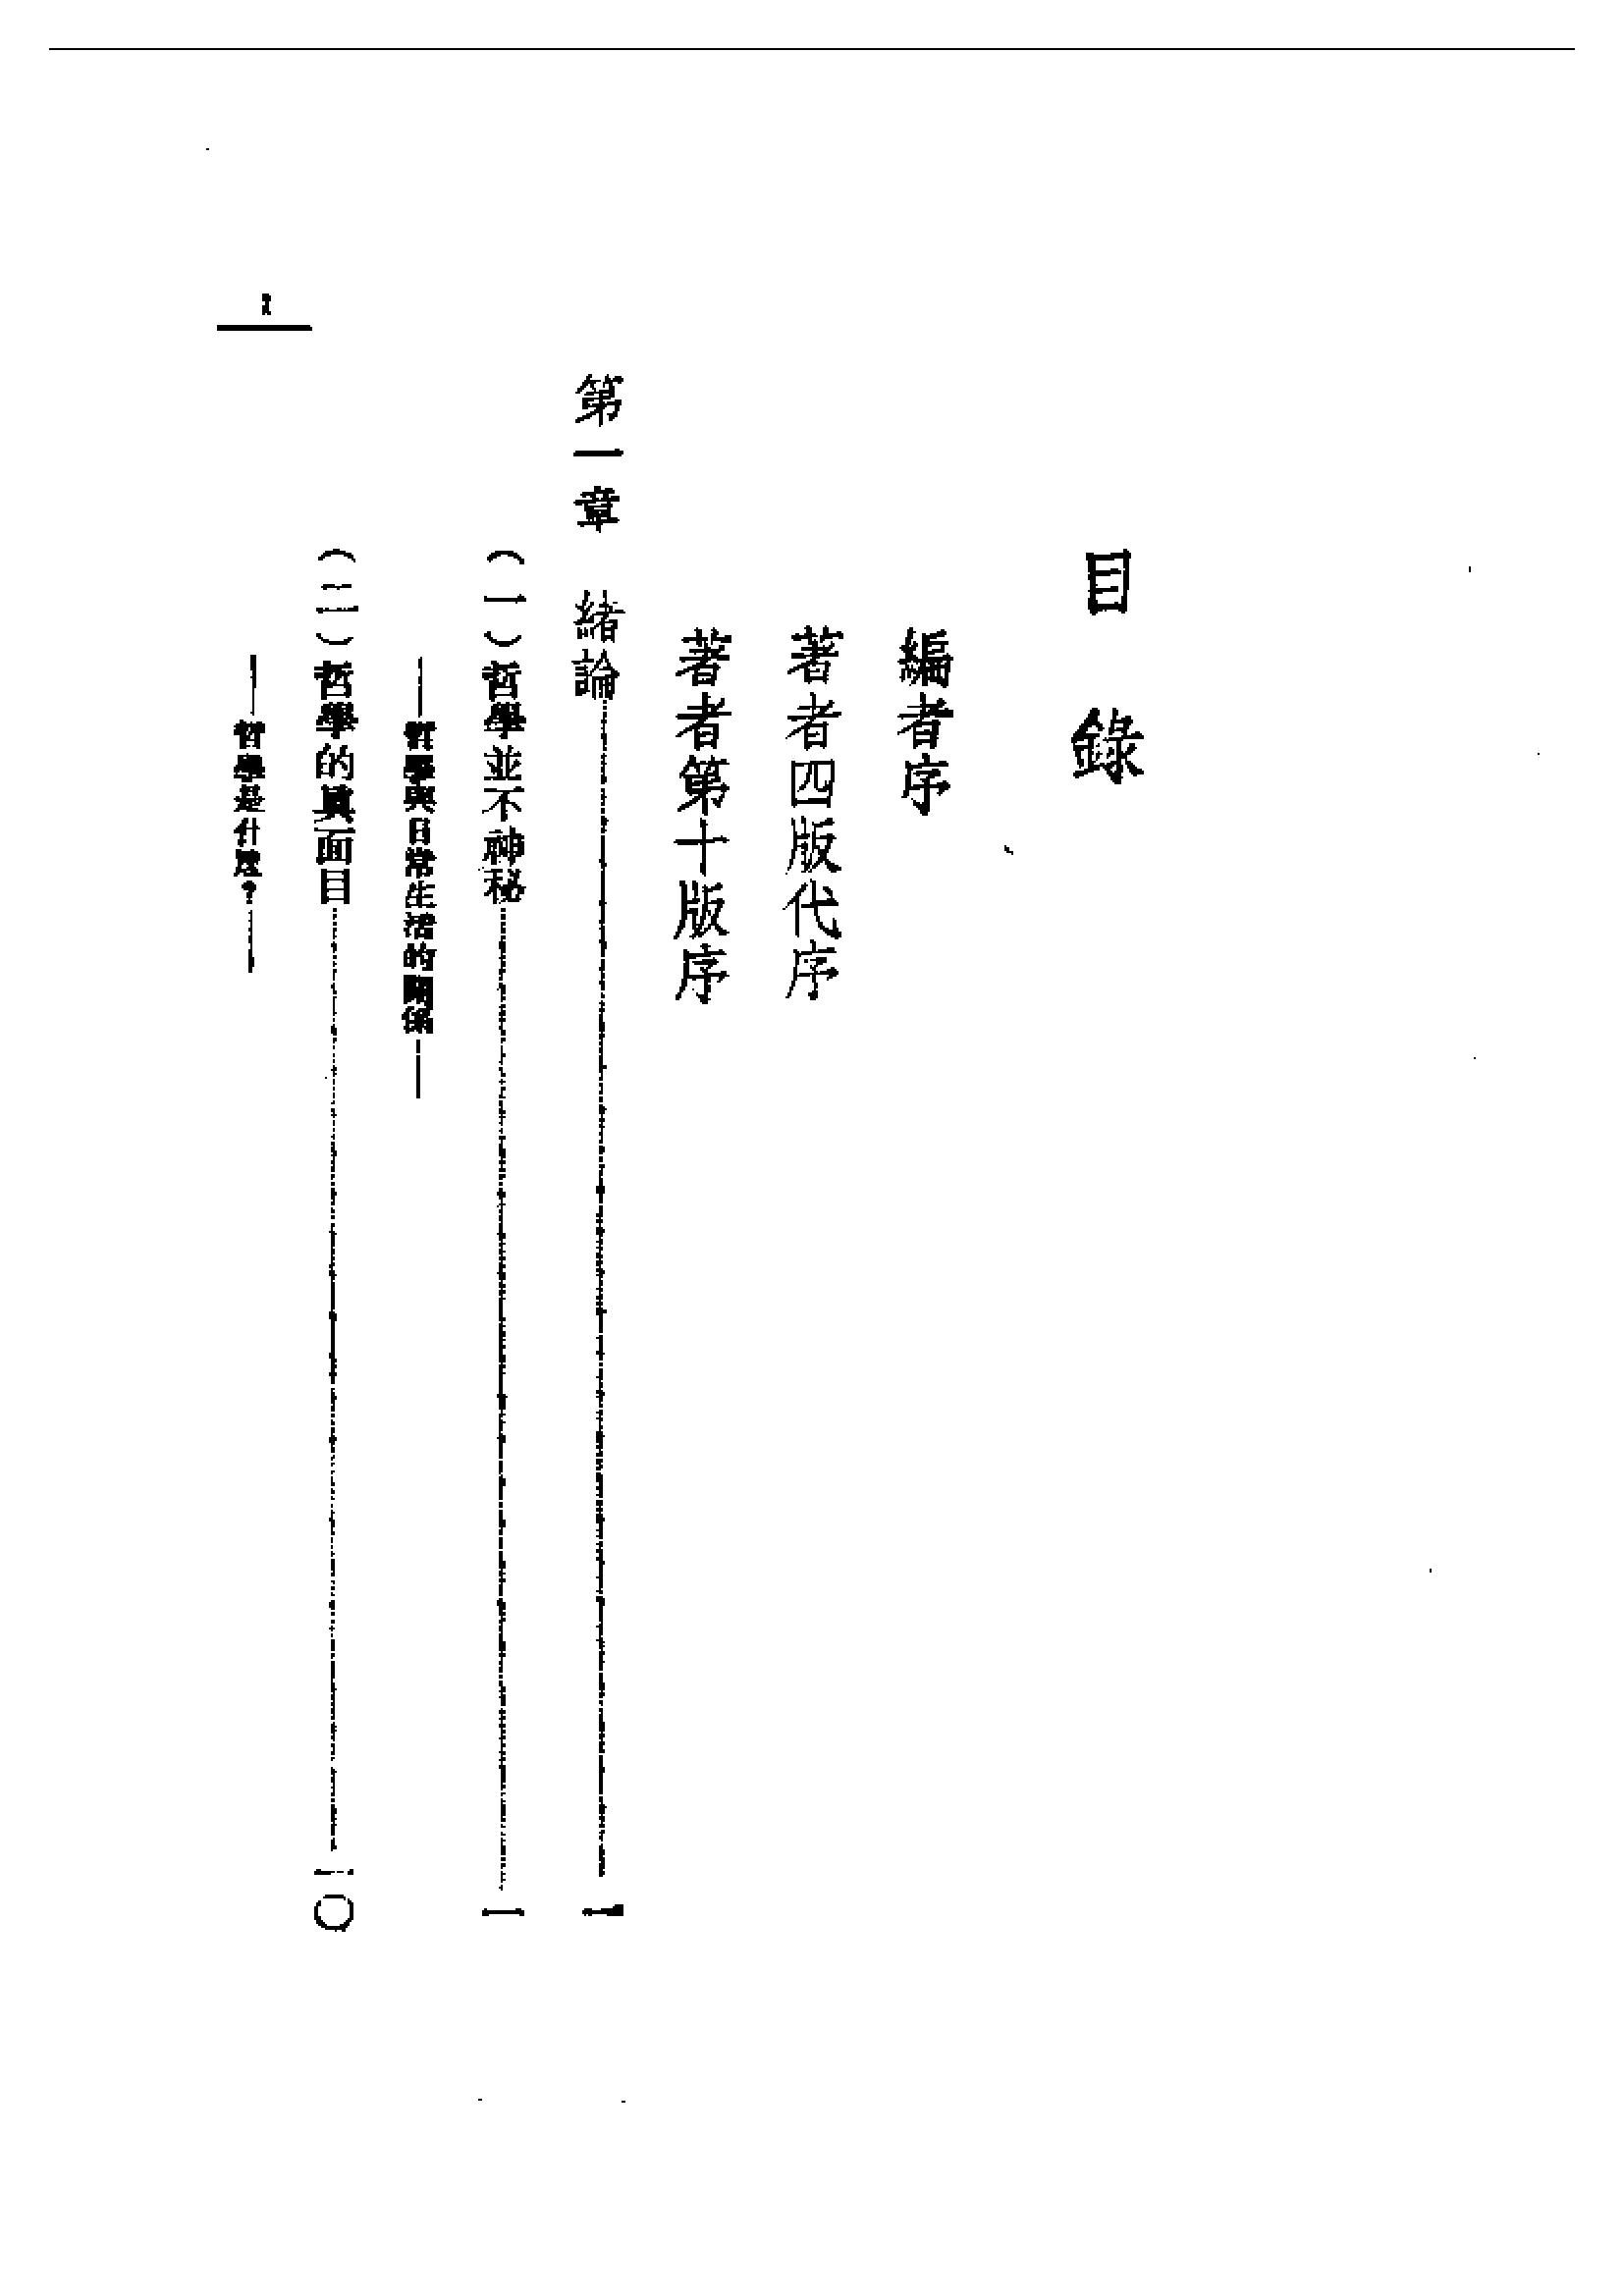 目錄
編者序
著者四版代序
著者第十版序
第一章 緒論……一
(一)哲學並不神秘……一
——哲學與日常生活的關係——
(二)哲學的眞面目……一〇
——哲學是什麼?——